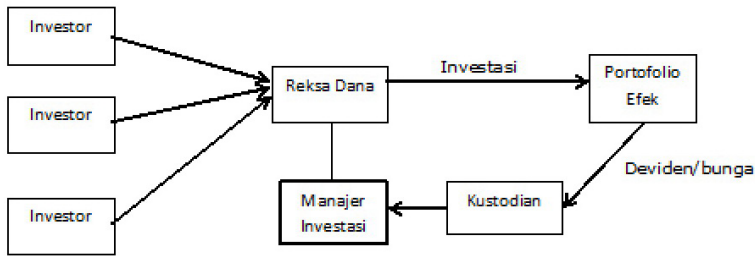 Investor
Investor
Investor
Reksa Dana
Investasi
Portofolio
Efek
Deviden/bunga
Kustodian
Manajer
Investasi